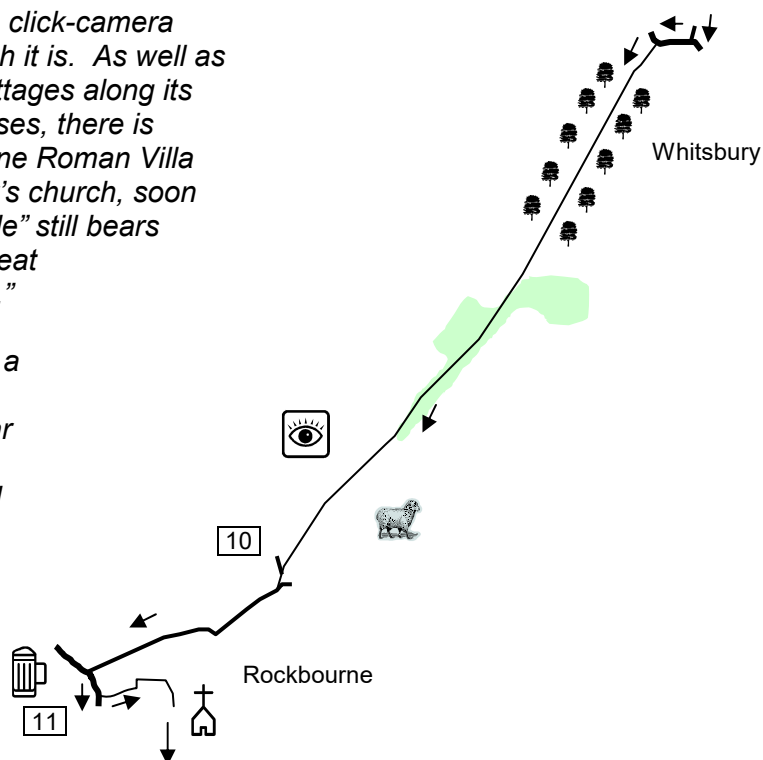 click-camera
h it is. As well as
ttages along its
ses, there is
ne Roman Villa
’s church, soon
le” still bears
eat
”
a
ar
Whitsbury
10
Rockbourne
11